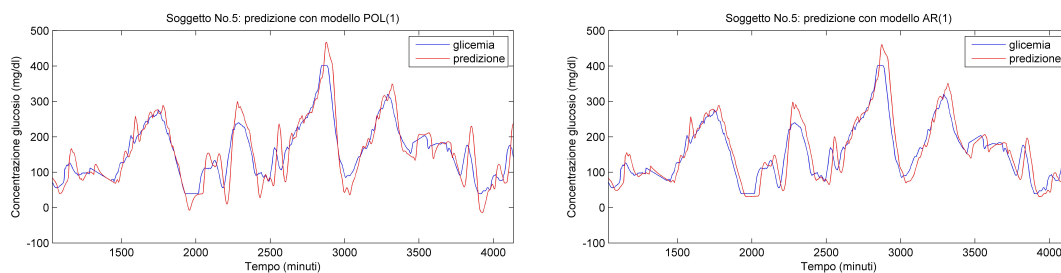 Soggetto No.5: predizione con modello POL(1)
500
400
300
200
100
0
-100
1500
2000
2500
3000
3500
4000
Concentrazione glucosio (mg/dl)
Tempo (minuti)
glicemia
predizione
Soggetto No.5: predizione con modello AR(1)
500
400
300
200
100
0
-100
1500
2000
2500
3000
3500
4000
Concentrazione glucosio (mg/dl)
Tempo (minuti)
glicemia
predizione